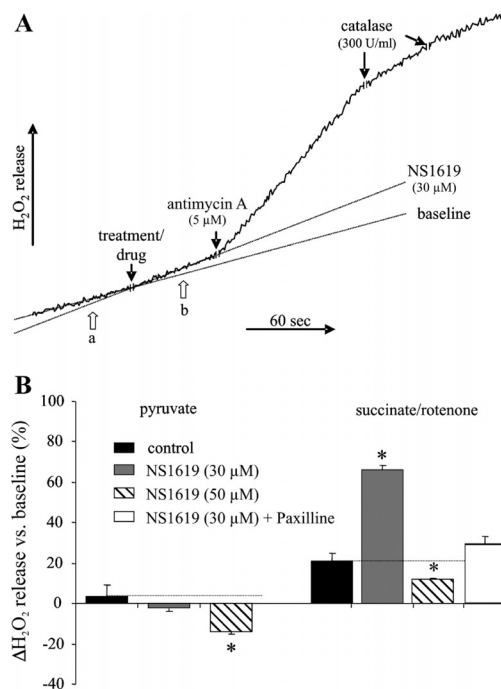 A
catalase
(300 U/ml)
H₂O₂ release
NS1619
(30 µM)
antimycin A
(5 µM)
baseline
treatment/
drug
a
b
60 sec
B
ΔH₂O₂ release vs. baseline (%)
100
80
60
40
20
0
-20
-40
pyruvate
succinate/rotenone
control
NS1619 (30 µM)
NS1619 (50 µM)
NS1619 (30 µM) + Paxilline
*
*
*